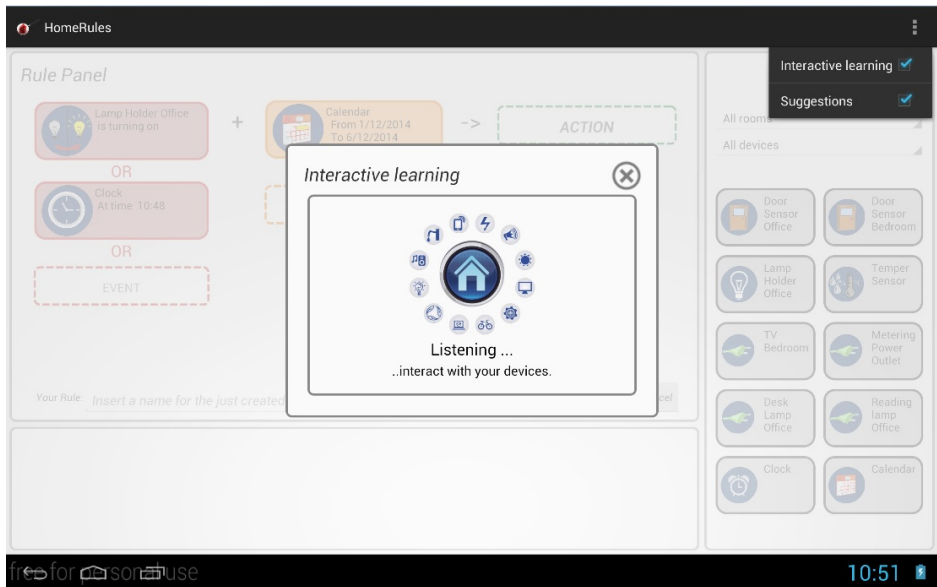 HomeRules
Interactive learning
Suggestions
Rule Panel
Lamp Holder Office
is turning on
+
Calendar
From 1/12/2014
To 6/12/2014
->
ACTION
OR
Clock
At time 10:48
OR
EVENT
Your Rule:
Insert a name for the just created
cel
Interactive learning
Listening ...
..interact with your devices.
All rooms
All devices
Door
Sensor
Office
Door
Sensor
Bedroom
Lamp
Holder
Office
Temper
Sensor
TV
Bedroom
Metering
Power
Outlet
Desk
Lamp
Office
Reading
lamp
Office
Clock
Calendar
free for personal use
10:51